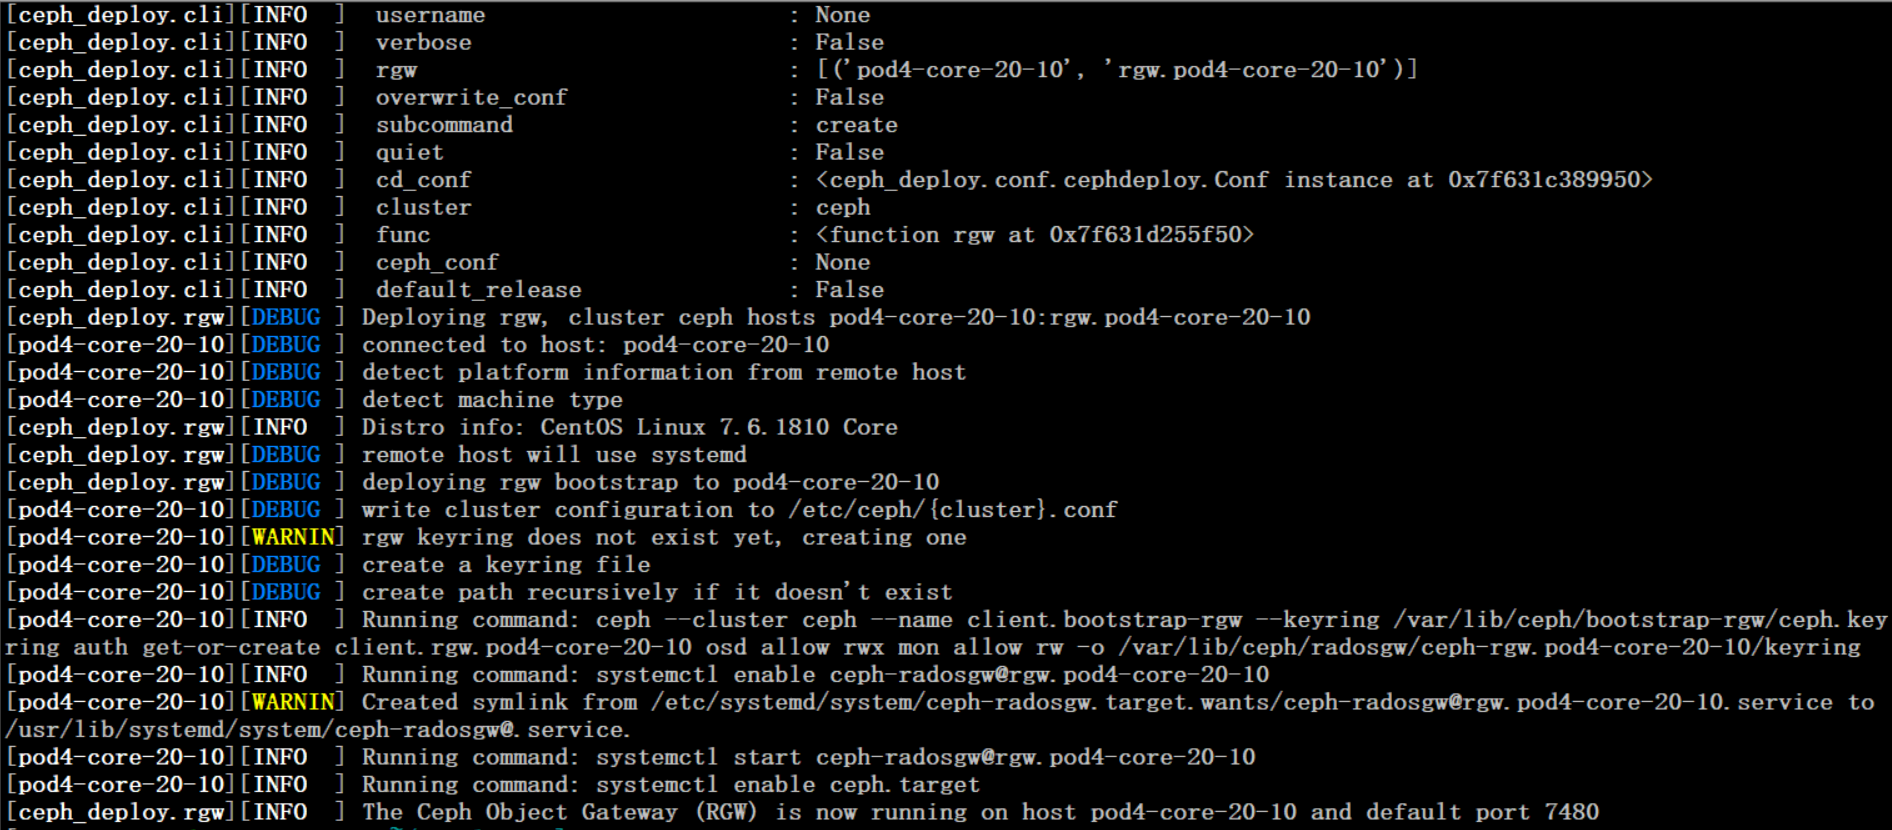 [ceph_deploy.cli][INFO  ]  username                      : None
[ceph_deploy.cli][INFO  ]  verbose                       : False
[ceph_deploy.cli][INFO  ]  rgw                           : [('pod4-core-20-10', 'rgw.pod4-core-20-10')]
[ceph_deploy.cli][INFO  ]  overwrite_conf                : False
[ceph_deploy.cli][INFO  ]  subcommand                    : create
[ceph_deploy.cli][INFO  ]  quiet                         : False
[ceph_deploy.cli][INFO  ]  cd_conf                       : <ceph_deploy.conf.cephdeploy.Conf instance at 0x7f631c389950>
[ceph_deploy.cli][INFO  ]  cluster                       : ceph
[ceph_deploy.cli][INFO  ]  func                          : <function rgw at 0x7f631d255f50>
[ceph_deploy.cli][INFO  ]  ceph_conf                     : None
[ceph_deploy.cli][INFO  ]  default_release               : False
[ceph_deploy.rgw][DEBUG ] Deploying rgw, cluster ceph hosts pod4-core-20-10:rgw.pod4-core-20-10
[pod4-core-20-10][DEBUG ] connected to host: pod4-core-20-10
[pod4-core-20-10][DEBUG ] detect platform information from remote host
[pod4-core-20-10][DEBUG ] detect machine type
[ceph_deploy.rgw][INFO  ] Distro info: CentOS Linux 7.6.1810 Core
[ceph_deploy.rgw][DEBUG ] remote host will use systemd
[ceph_deploy.rgw][DEBUG ] deploying rgw bootstrap to pod4-core-20-10
[pod4-core-20-10][DEBUG ] write cluster configuration to /etc/ceph/{cluster}.conf
[pod4-core-20-10][WARNIN] rgw keyring does not exist yet, creating one
[pod4-core-20-10][DEBUG ] create a keyring file
[pod4-core-20-10][DEBUG ] create path recursively if it doesn't exist
[pod4-core-20-10][INFO  ] Running command: ceph --cluster ceph --name client.bootstrap-rgw --keyring /var/lib/ceph/bootstrap-rgw/ceph.key
ring auth get-or-create client.rgw.pod4-core-20-10 osd allow rwx mon allow rw -o /var/lib/ceph/radosgw/ceph-rgw.pod4-core-20-10/keyring
[pod4-core-20-10][INFO  ] Running command: systemctl enable ceph-radosgw@rgw.pod4-core-20-10
[pod4-core-20-10][WARNIN] Created symlink from /etc/systemd/system/ceph-radosgw.target.wants/ceph-radosgw@rgw.pod4-core-20-10.service to
/usr/lib/systemd/system/ceph-radosgw@.service.
[pod4-core-20-10][INFO  ] Running command: systemctl start ceph-radosgw@rgw.pod4-core-20-10
[pod4-core-20-10][INFO  ] Running command: systemctl enable ceph.target
[ceph_deploy.rgw][INFO  ] The Ceph Object Gateway (RGW) is now running on host pod4-core-20-10 and default port 7480